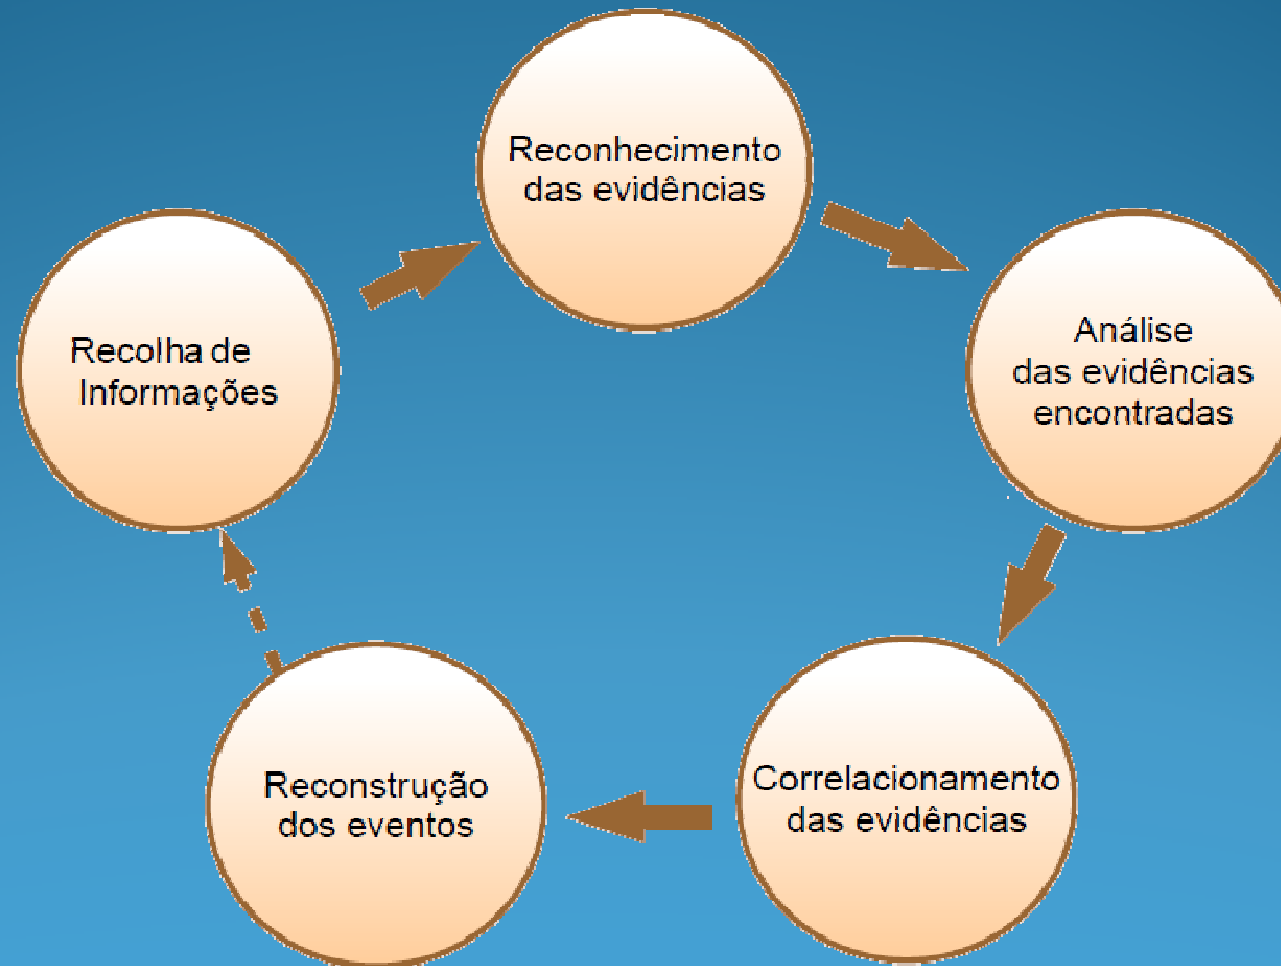 Reconhecimento
das evidências
Recolha de
Informações
Análise
das evidências
encontradas
Correlacionamento
das evidências
Reconstrução
dos eventos